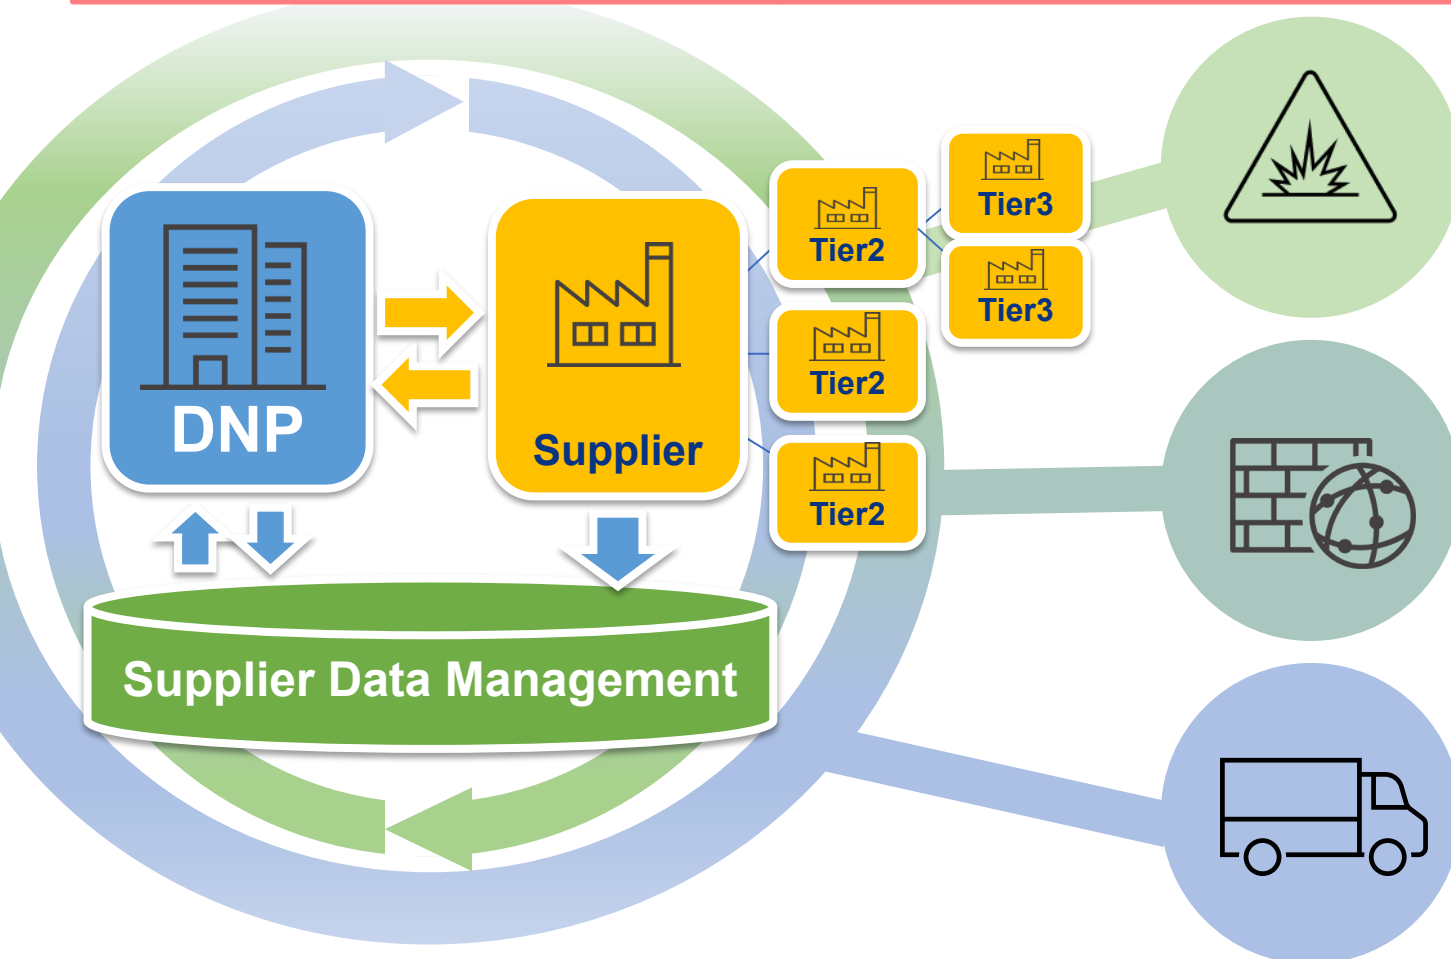 DNP
Supplier
Tier2
Tier3
Tier3
Tier2
Tier2
Supplier Data Management